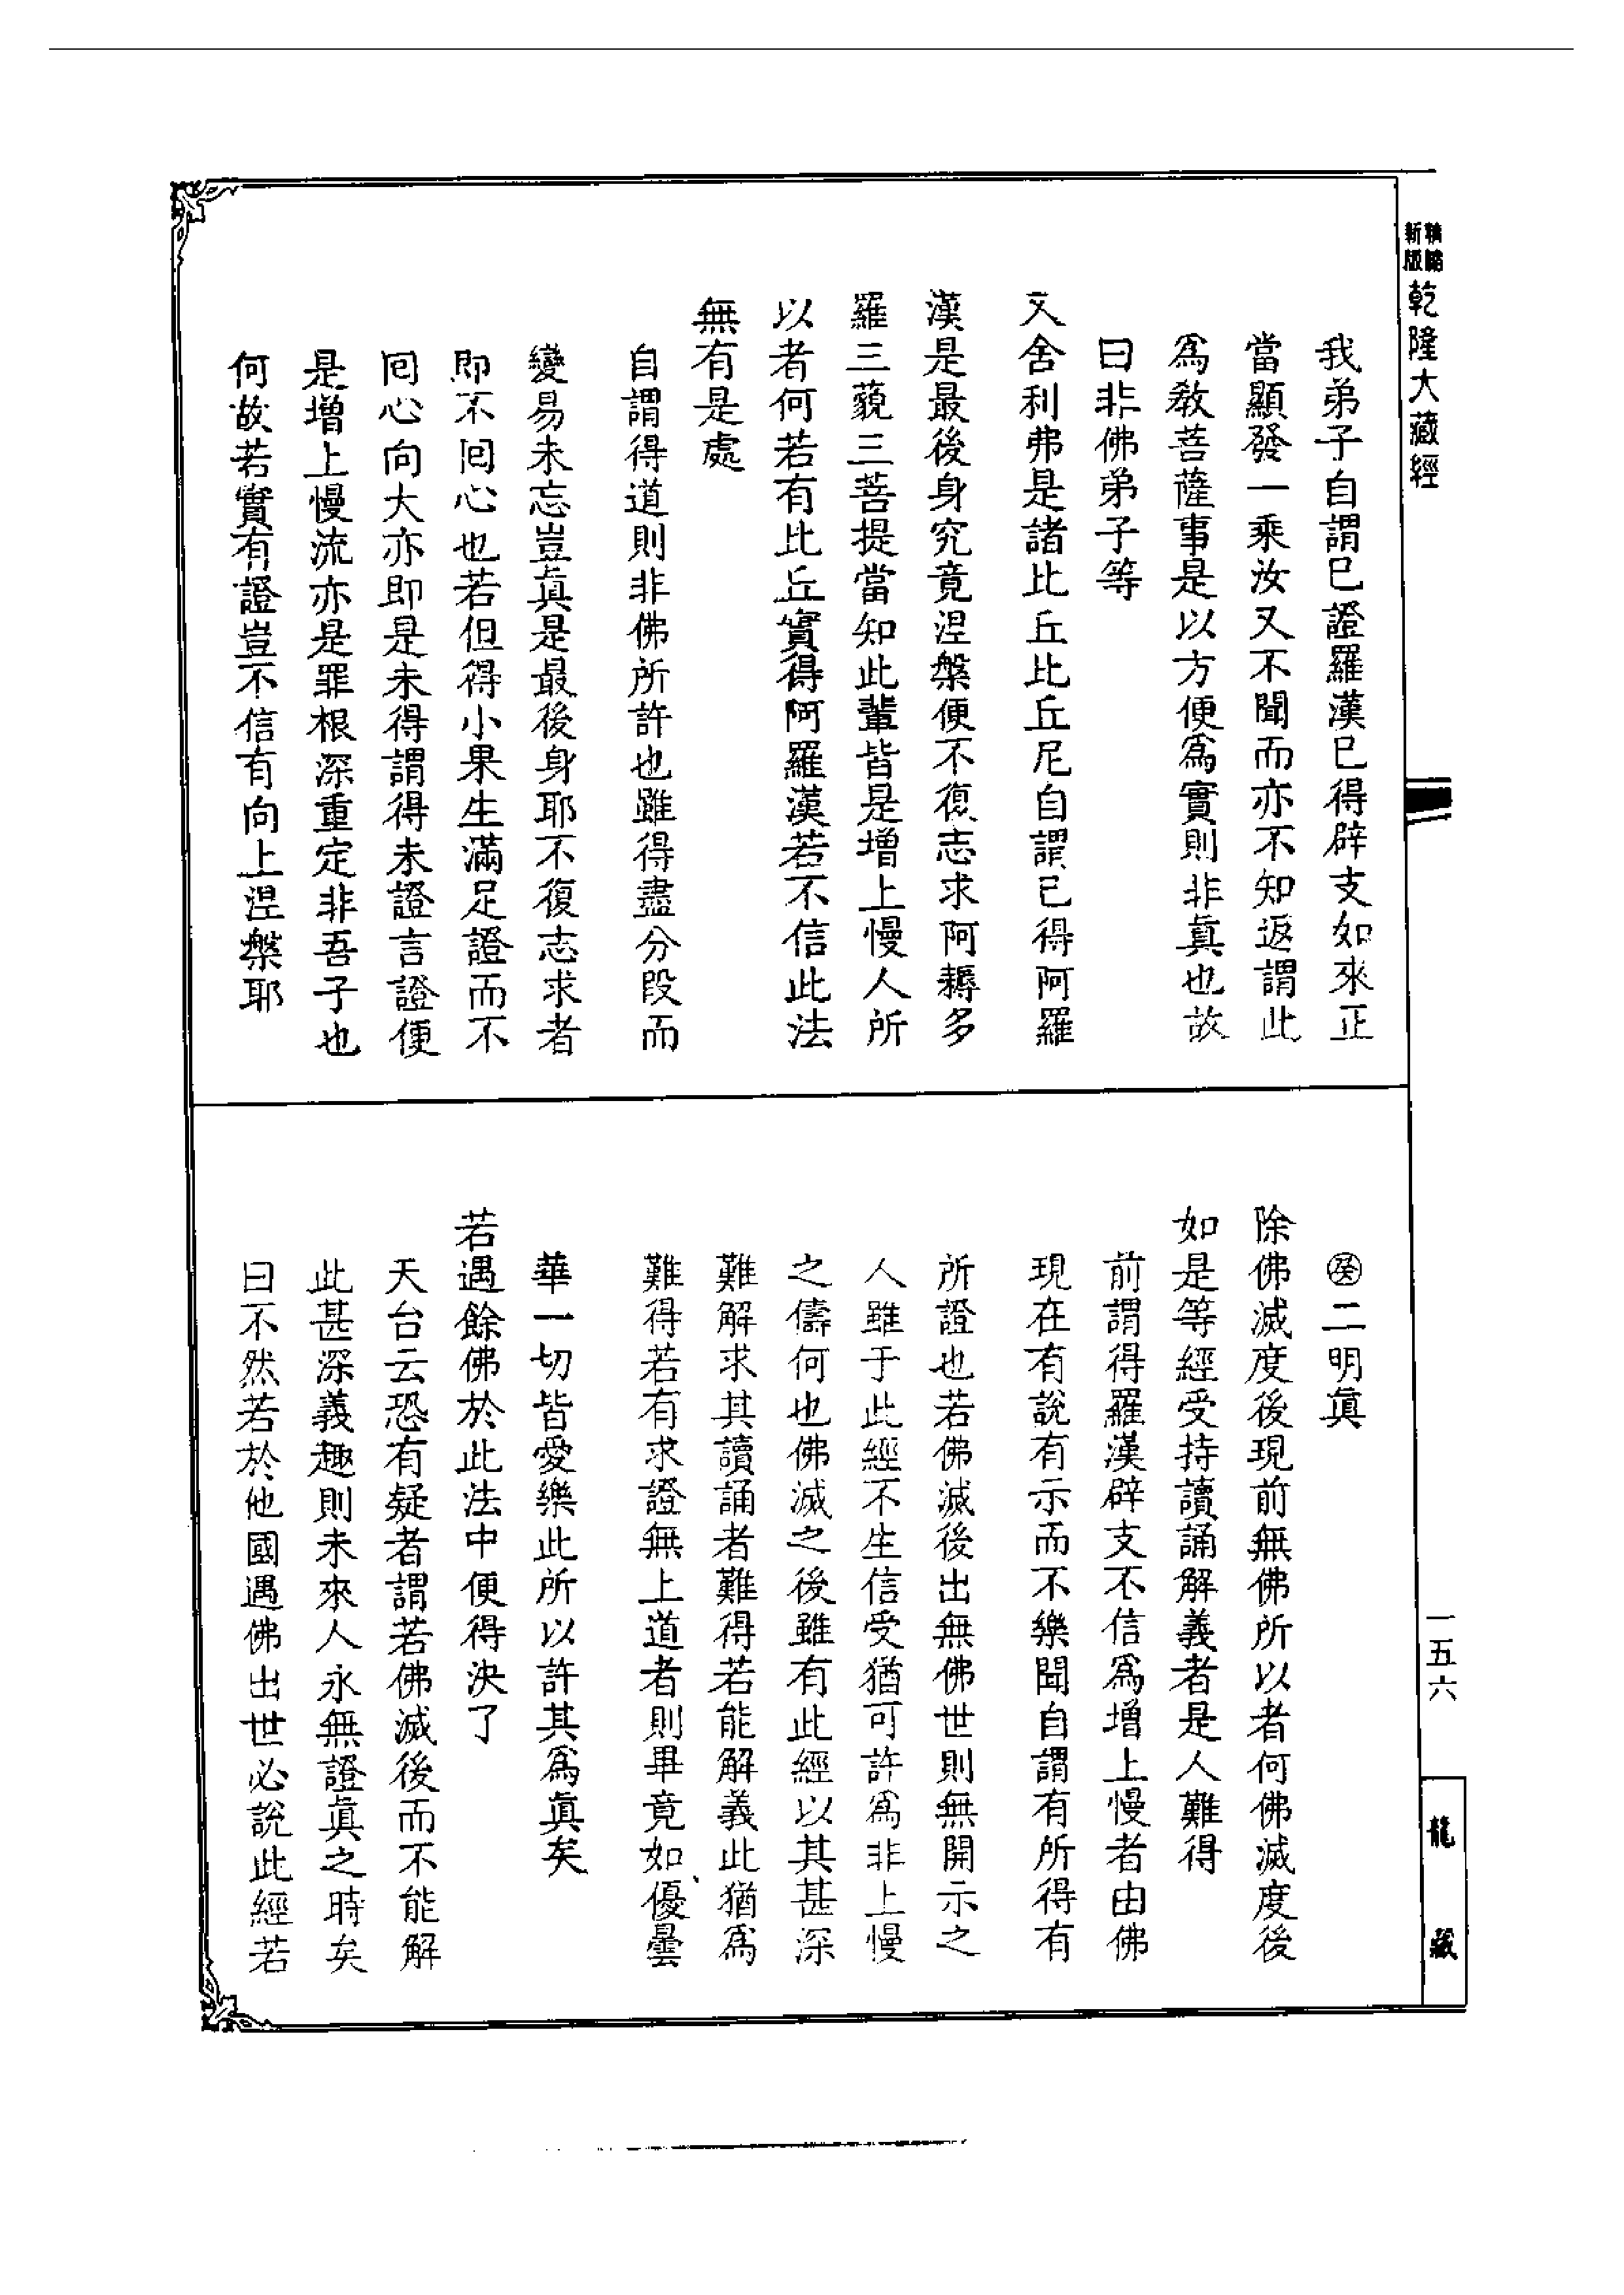 新版
乾隆大藏經
我弟子自謂已證羅漢已得辟支如來正
當顯發一乘汝又不聞而亦不知返謂此
為教菩薩事是以方便為實則非真也故
曰非佛弟子等
又舍利弗是諸比丘比丘尼自謂已得阿羅
漢是最後身究竟涅槃便不復志求阿耨多
羅三藐三菩提當知此輩皆是增上慢人所
以者何若有比丘實得阿羅漢若不信此法
無有是處
自謂得道則非佛所許也雖得盡分段而
變易未忘豈真是最後身耶不復志求者
即不囘心也若但得小果生滿足證而不
囘心向大亦即是未得謂得未證言證便
是增上慢流亦是罪根深重定非吾子也
何故若實有證豈不信有向上涅槃耶
㊛二明眞
除佛滅度後現前無佛所以者何佛滅度後
如是等經受持讀誦解義者是人難得
前謂得羅漢辟支不信為增上慢者由佛
現在有說有示而不樂聞自謂有所得有
所證也若佛滅後出無佛世則無開示之
人雖于此經不生信受猶可許為非上慢
之儔何也佛滅之後雖有此經以其甚深
難解求其讀誦者難得若能解義此猶為
難得若有求證無上道者則畢竟如優曇
華一切皆愛樂此所以許其為眞矣
若遇餘佛於此法中便得決了
天台云恐有疑者謂若佛滅後而不能解
此甚深義趣則未來人永無證眞之時矣
曰不然若於他國遇佛出世必說此經若
一五六
龍藏